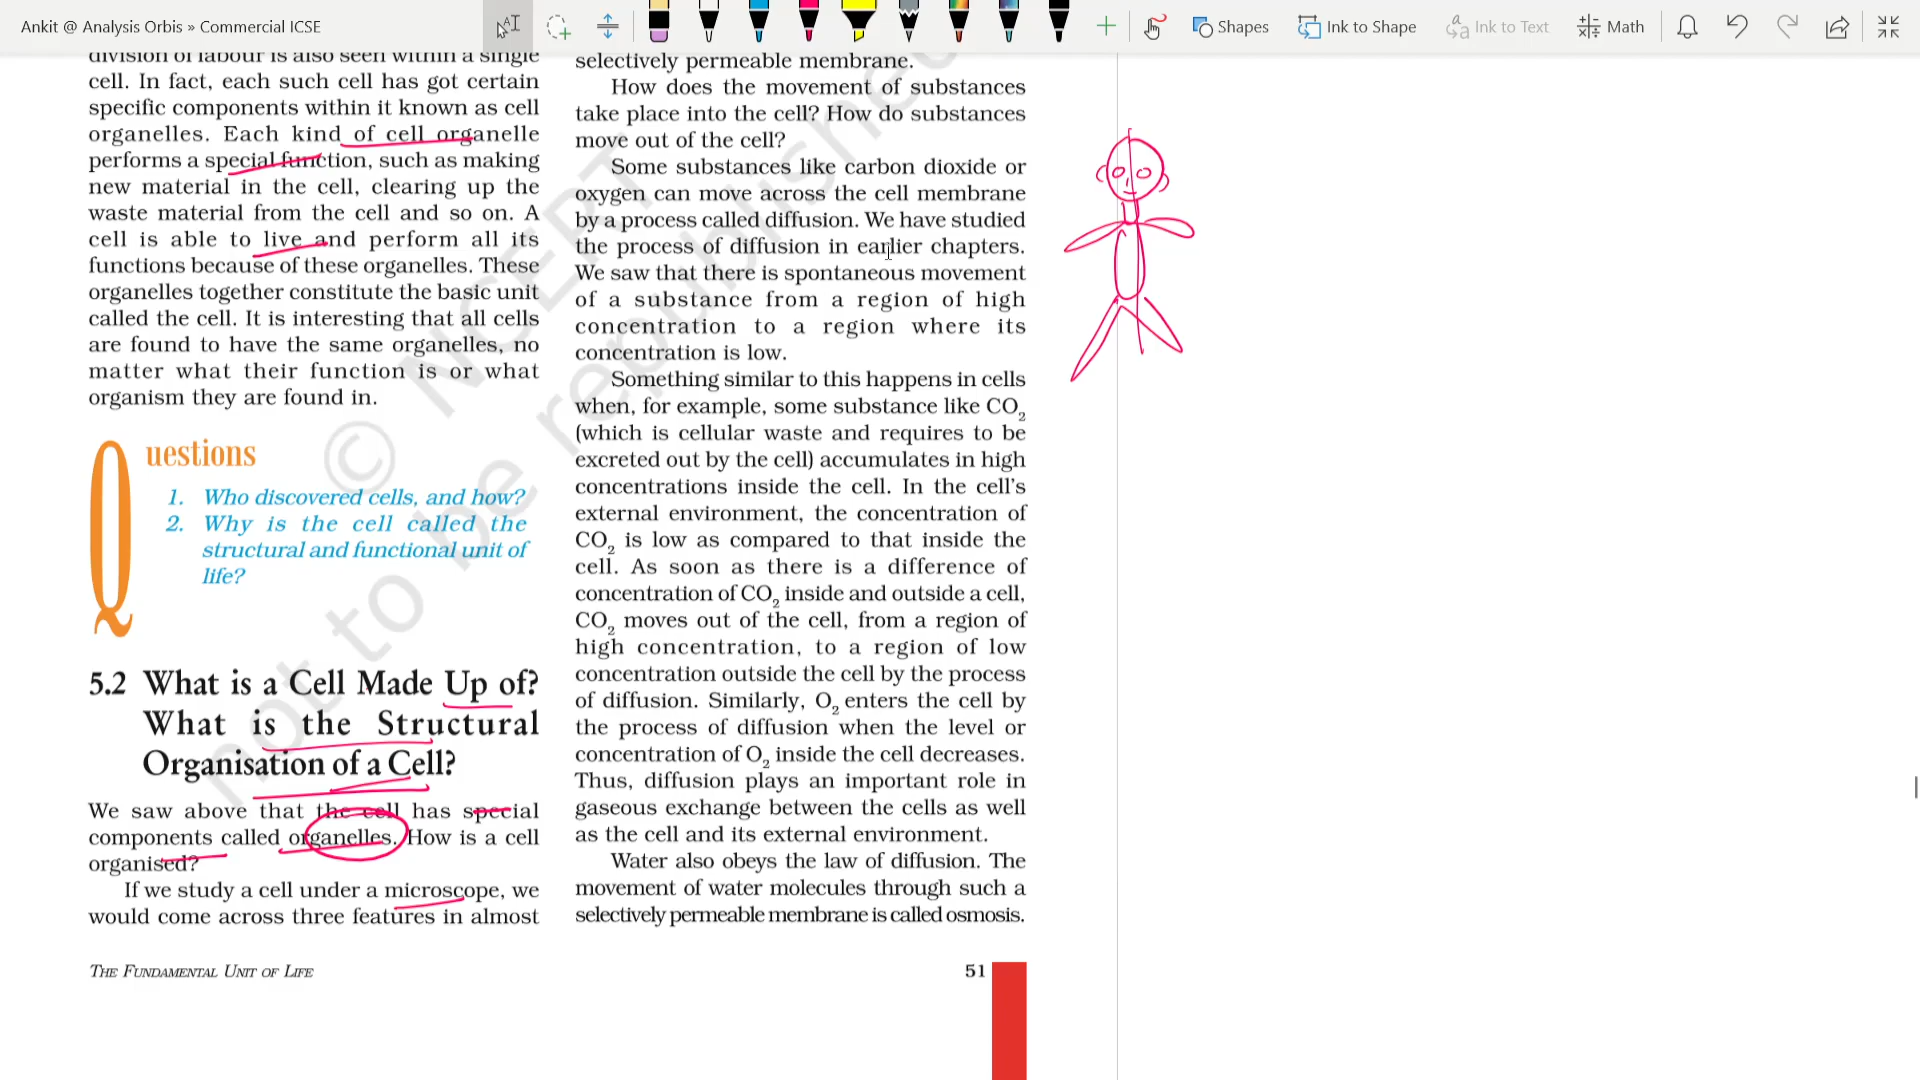 Ankit @ Analysis Orbis » Commercial ICSE
Shapes
Ink to Shape
Ink to Text
Math
division of labour is also seen within a single
cell. In fact, each such cell has got certain
specific components within it known as cell
organelles. Each kind of cell organelle
performs a special function, such as making
new material in the cell, clearing up the
waste material from the cell and so on. A
cell is able to live and perform all its
functions because of these organelles. These
organelles together constitute the basic unit
called the cell. It is interesting that all cells
are found to have the same organelles, no
matter what their function is or what
organism they are found in.
Questions
1. Who discovered cells, and how?
2. Why is the cell called the
structural and functional unit of
life?
5.2 What is a Cell Made Up of?
What is the Structural
Organisation of a Cell?
We saw above that the cell has special
components called organelles. How is a cell
organised?
If we study a cell under a microscope, we
would come across three features in almost
selectively permeable membrane.
How does the movement of substances
take place into the cell? How do substances
move out of the cell?
Some substances like carbon dioxide or
oxygen can move across the cell membrane
by a process called diffusion. We have studied
the process of diffusion in earlier chapters.
We saw that there is spontaneous movement
of a substance from a region of high
concentration to a region where its
concentration is low.
Something similar to this happens in cells
when, for example, some substance like CO₂
(which is cellular waste and requires to be
excreted out by the cell) accumulates in high
concentrations inside the cell. In the cell’s
external environment, the concentration of
CO₂ is low as compared to that inside the
cell. As soon as there is a difference of
concentration of CO₂ inside and outside a cell,
CO₂ moves out of the cell, from a region of
high concentration, to a region of low
concentration outside the cell by the process
of diffusion. Similarly, O₂ enters the cell by
the process of diffusion when the level or
concentration of O₂ inside the cell decreases.
Thus, diffusion plays an important role in
gaseous exchange between the cells as well
as the cell and its external environment.
Water also obeys the law of diffusion. The
movement of water molecules through such a
selectively permeable membrane is called osmosis.
© NCERT
not to be republished
THE FUNDAMENTAL UNIT OF LIFE
51